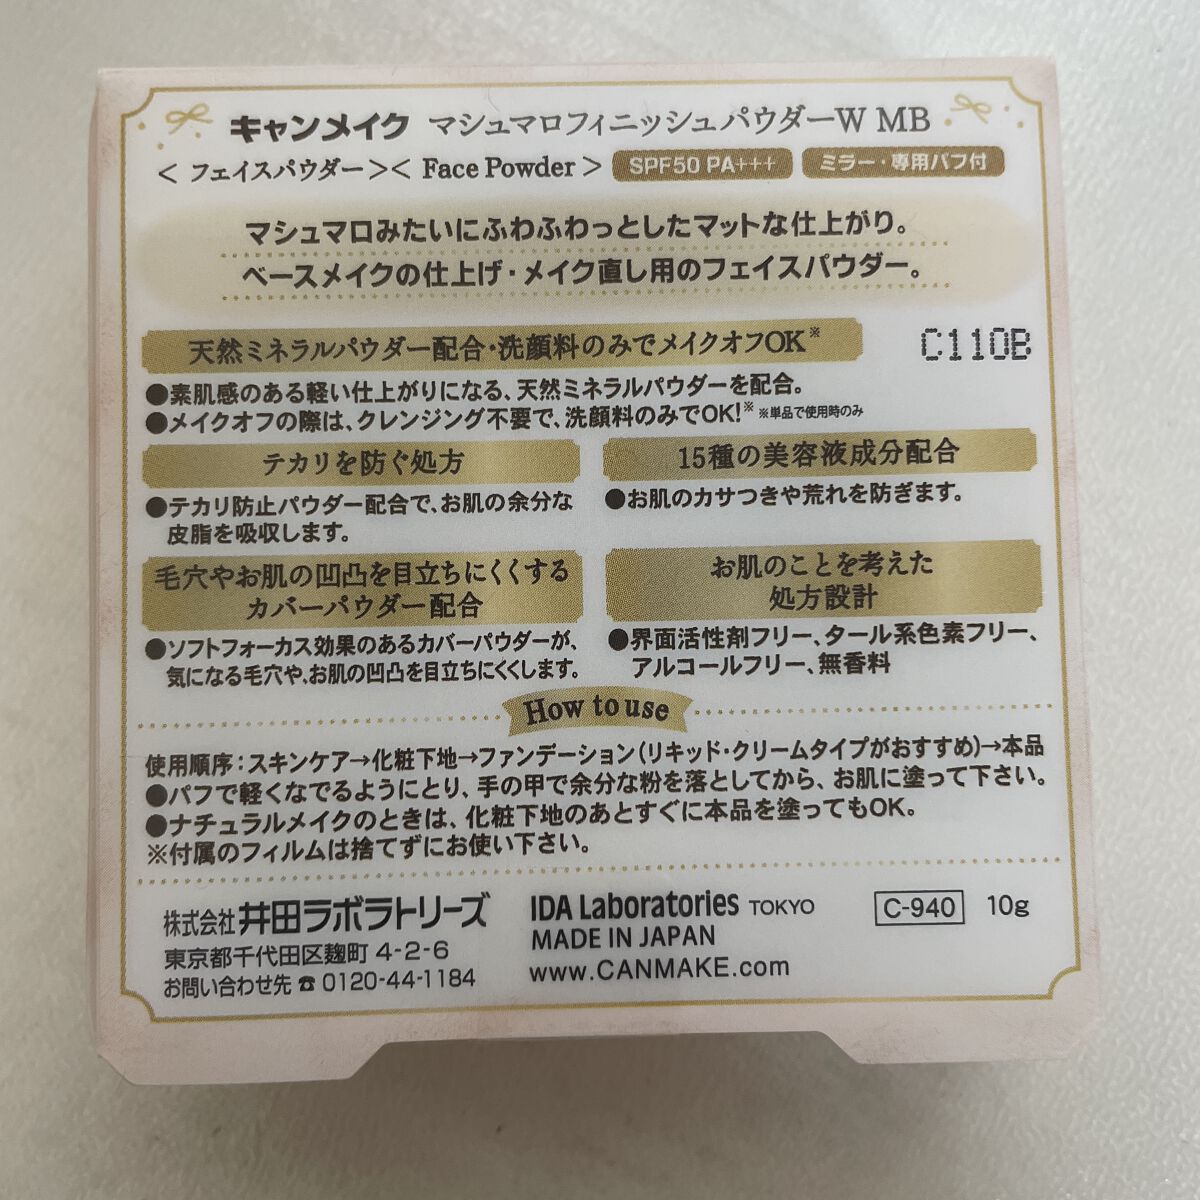 キャンメイク マシュマロフィニッシュパウダーW MB
＜ フェイスパウダー ＞＜ Face Powder ＞ SPF50 PA+++ ミラー・専用パフ付
マシュマロみたいにふわふわっとしたマットな仕上がり。
ベースメイクの仕上げ・メイク直し用のフェイスパウダー。
天然ミネラルパウダー配合・洗顔料のみでメイクオフOK※
C110B
●素肌感のある軽い仕上がりになる、天然ミネラルパウダーを配合。
●メイクオフの際は、クレンジング不要で、洗顔料のみでOK!※ ※単品で使用時のみ
テカリを防ぐ処方
●テカリ防止パウダー配合で、お肌の余分な
皮脂を吸収します。
15種の美容液成分配合
●お肌のカサつきや荒れを防ぎます。
毛穴やお肌の凹凸を目立ちにくくする
カバーパウダー配合
●ソフトフォーカス効果のあるカバーパウダーが、
気になる毛穴や、お肌の凹凸を目立ちにくくします。
お肌のことを考えた
処方設計
●界面活性剤フリー、タール系色素フリー、
アルコールフリー、無香料
How to use
使用順序：スキンケア→化粧下地→ファンデーション（リキッド・クリームタイプがおすすめ）→本品
●パフで軽くなでるようにとり、手の甲で余分な粉を落としてから、お肌に塗って下さい。
●ナチュラルメイクのときは、化粧下地のあとすぐに本品を塗ってもOK。
※付属のフィルムは捨てずにお使い下さい。
株式会社 井田ラボラトリーズ
東京都千代田区麹町 4-2-6
お問い合わせ先 ☎ 0120-44-1184
IDA Laboratories TOKYO
MADE IN JAPAN
www.CANMAKE.com
C-940 10g